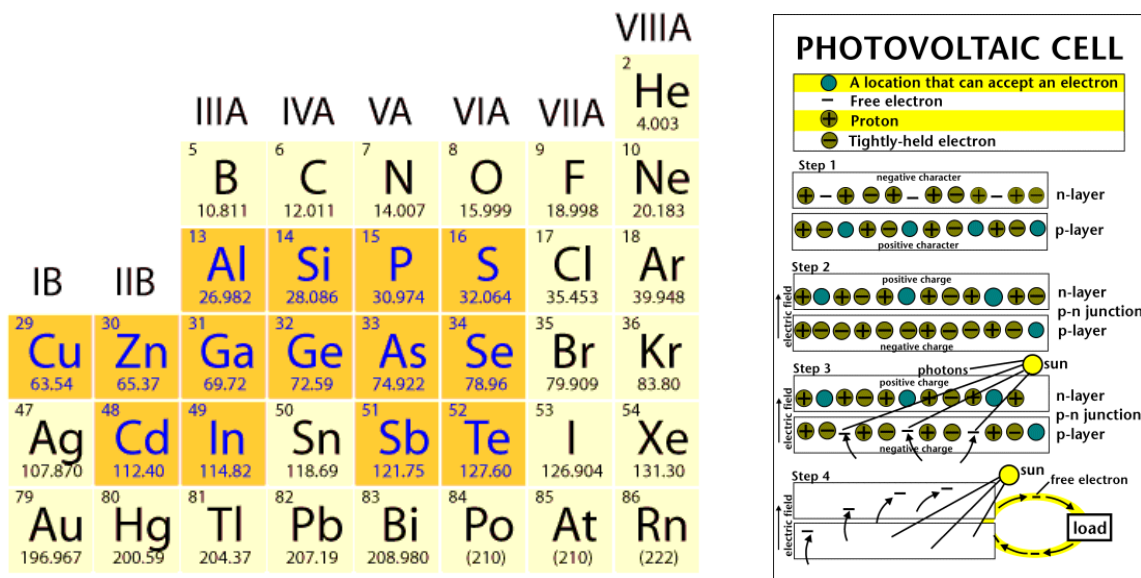 VIIIA
2
He
4.003
IIIA IVA VA VIA VIIA
5 6 7 8 9 10
B C N O F Ne
10.811 12.011 14.007 15.999 18.998 20.183
IB IIB
13 14 15 16 17 18
Al Si P S Cl Ar
26.982 28.086 30.974 32.064 35.453 39.948
29 30 31 32 33 34 35 36
Cu Zn Ga Ge As Se Br Kr
63.54 65.37 69.72 72.59 74.922 78.96 79.909 83.80
47 48 49 50 51 52 53 54
Ag Cd In Sn Sb Te I Xe
107.870 112.40 114.82 118.69 121.75 127.60 126.904 131.30
79 80 81 82 83 84 85 86
Au Hg Tl Pb Bi Po At Rn
196.967 200.59 204.37 207.19 208.980 (210) (210) (222)
PHOTOVOLTAIC CELL
A location that can accept an electron
– Free electron
+ Proton
− Tightly-held electron
Step 1
negative character
+ – + − + – + − + – + −
n-layer
+ − + − + − + − + −
p-layer
positive character
Step 2
positive charge
electric field
+ + − + + − + + −
n-layer
p-n junction
+ − − + − − + − + −
p-layer
negative charge
photons
sun
Step 3
positive charge
electric field
n-layer
p-n junction
p-layer
negative charge
Step 4
sun
free electron
electric field
load